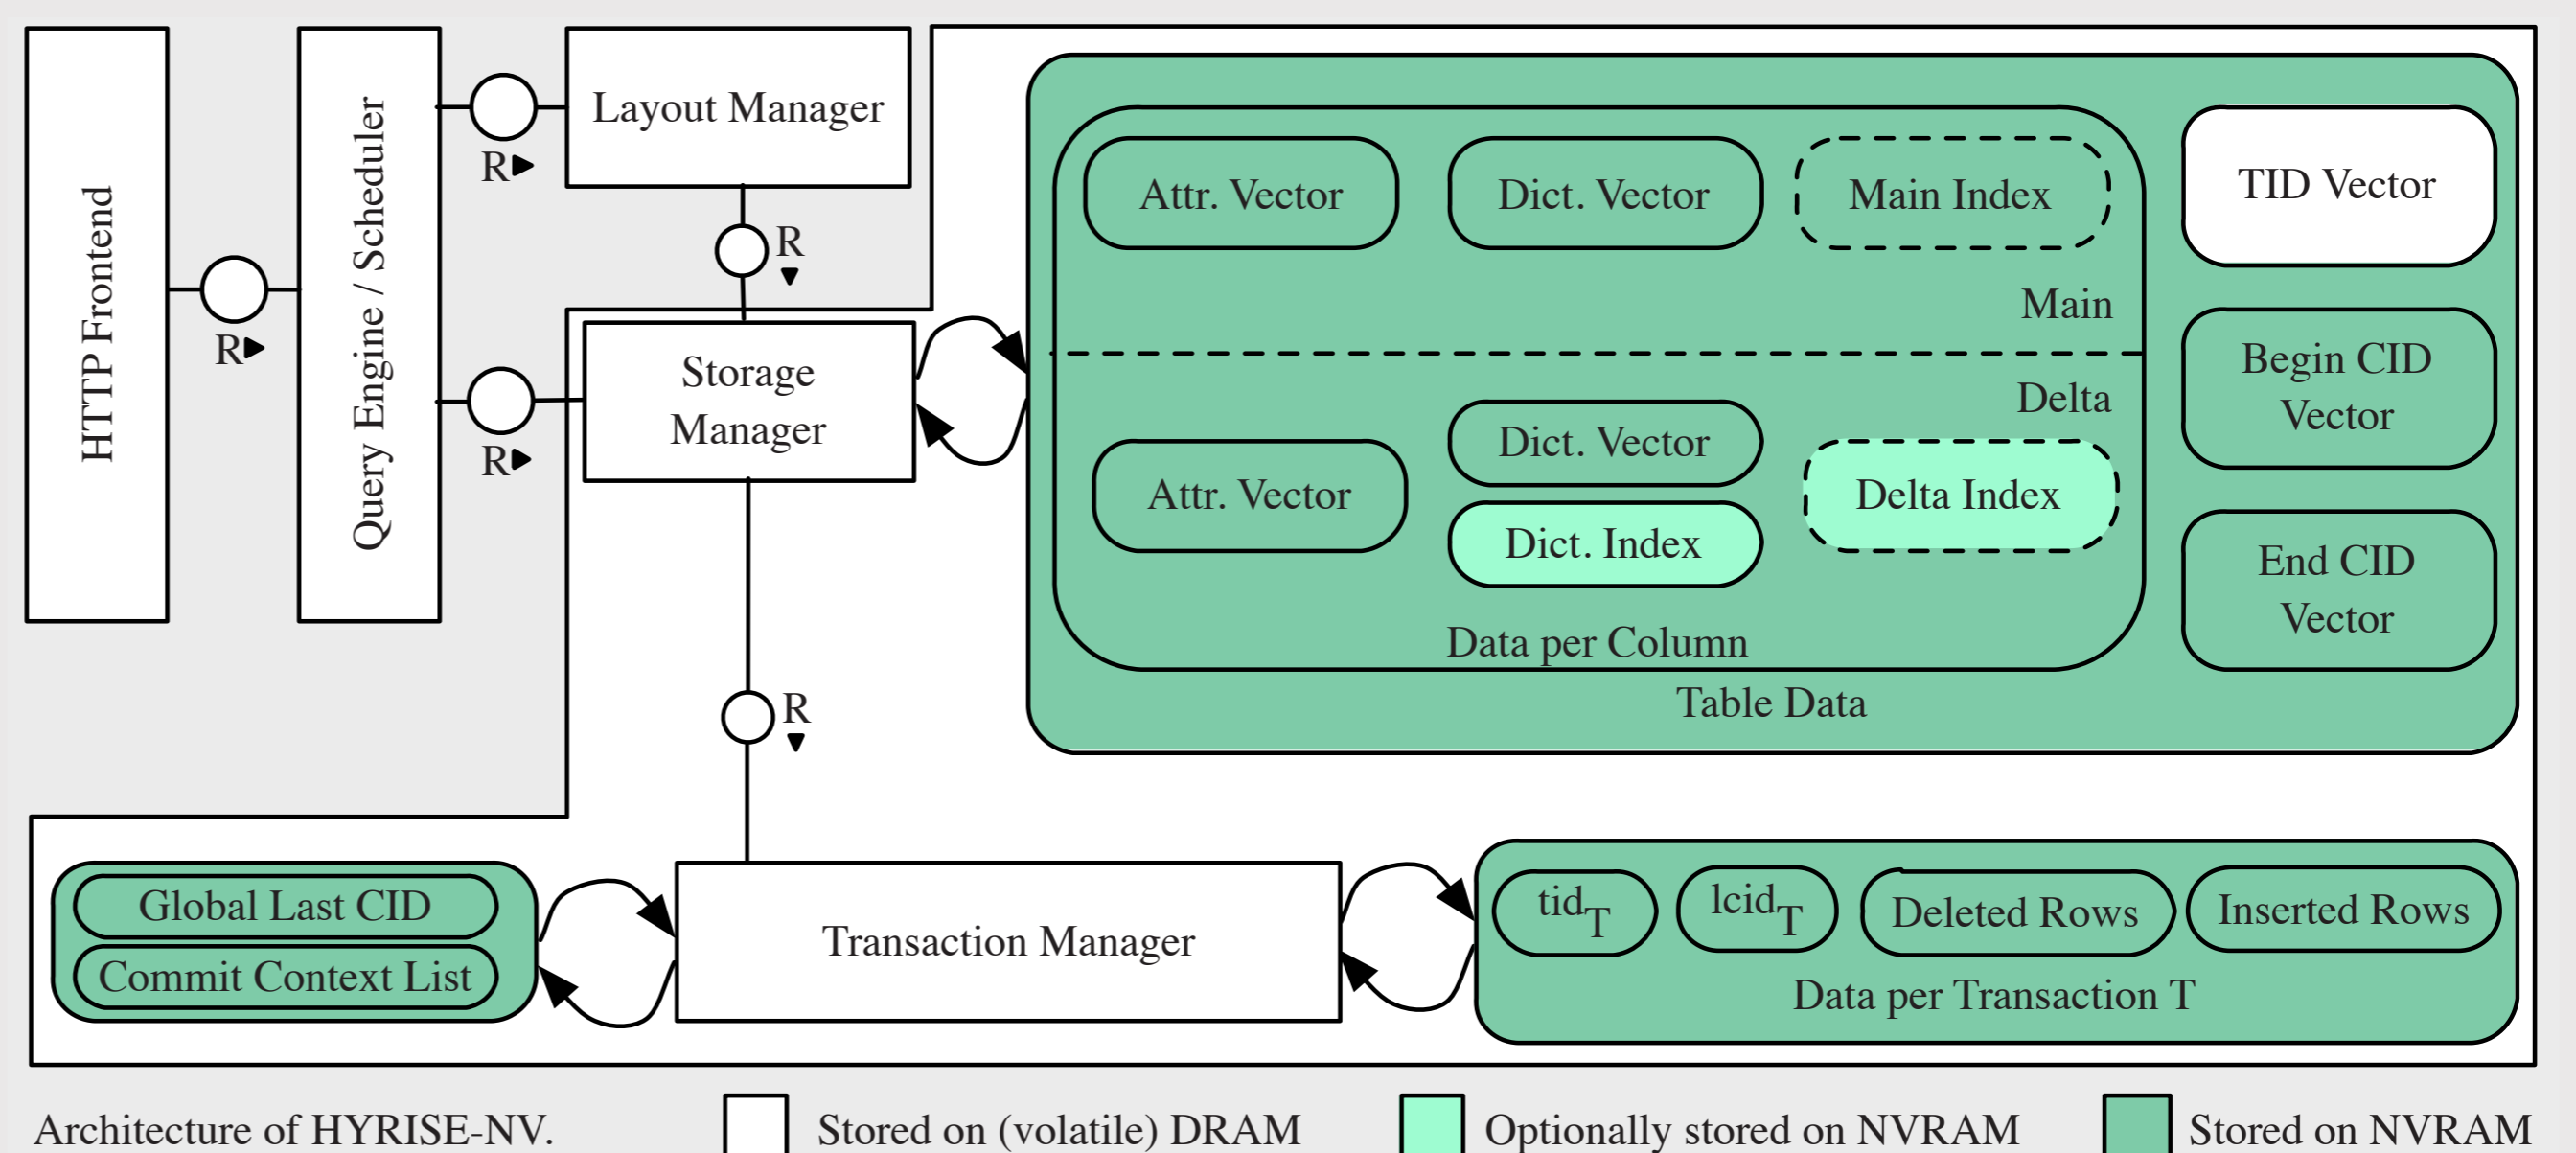 HTTP Frontend
R
Query Engine / Scheduler
R
Layout Manager
R
R
Storage
Manager
Attr. Vector
Dict. Vector
Main Index
Main
Delta
Attr. Vector
Dict. Vector
Dict. Index
Delta Index
Data per Column
Table Data
TID Vector
Begin CID
Vector
End CID
Vector
R
Global Last CID
Commit Context List
Transaction Manager
tidT
lcidT
Deleted Rows
Inserted Rows
Data per Transaction T
Architecture of HYRISE-NV.
Stored on (volatile) DRAM
Optionally stored on NVRAM
Stored on NVRAM